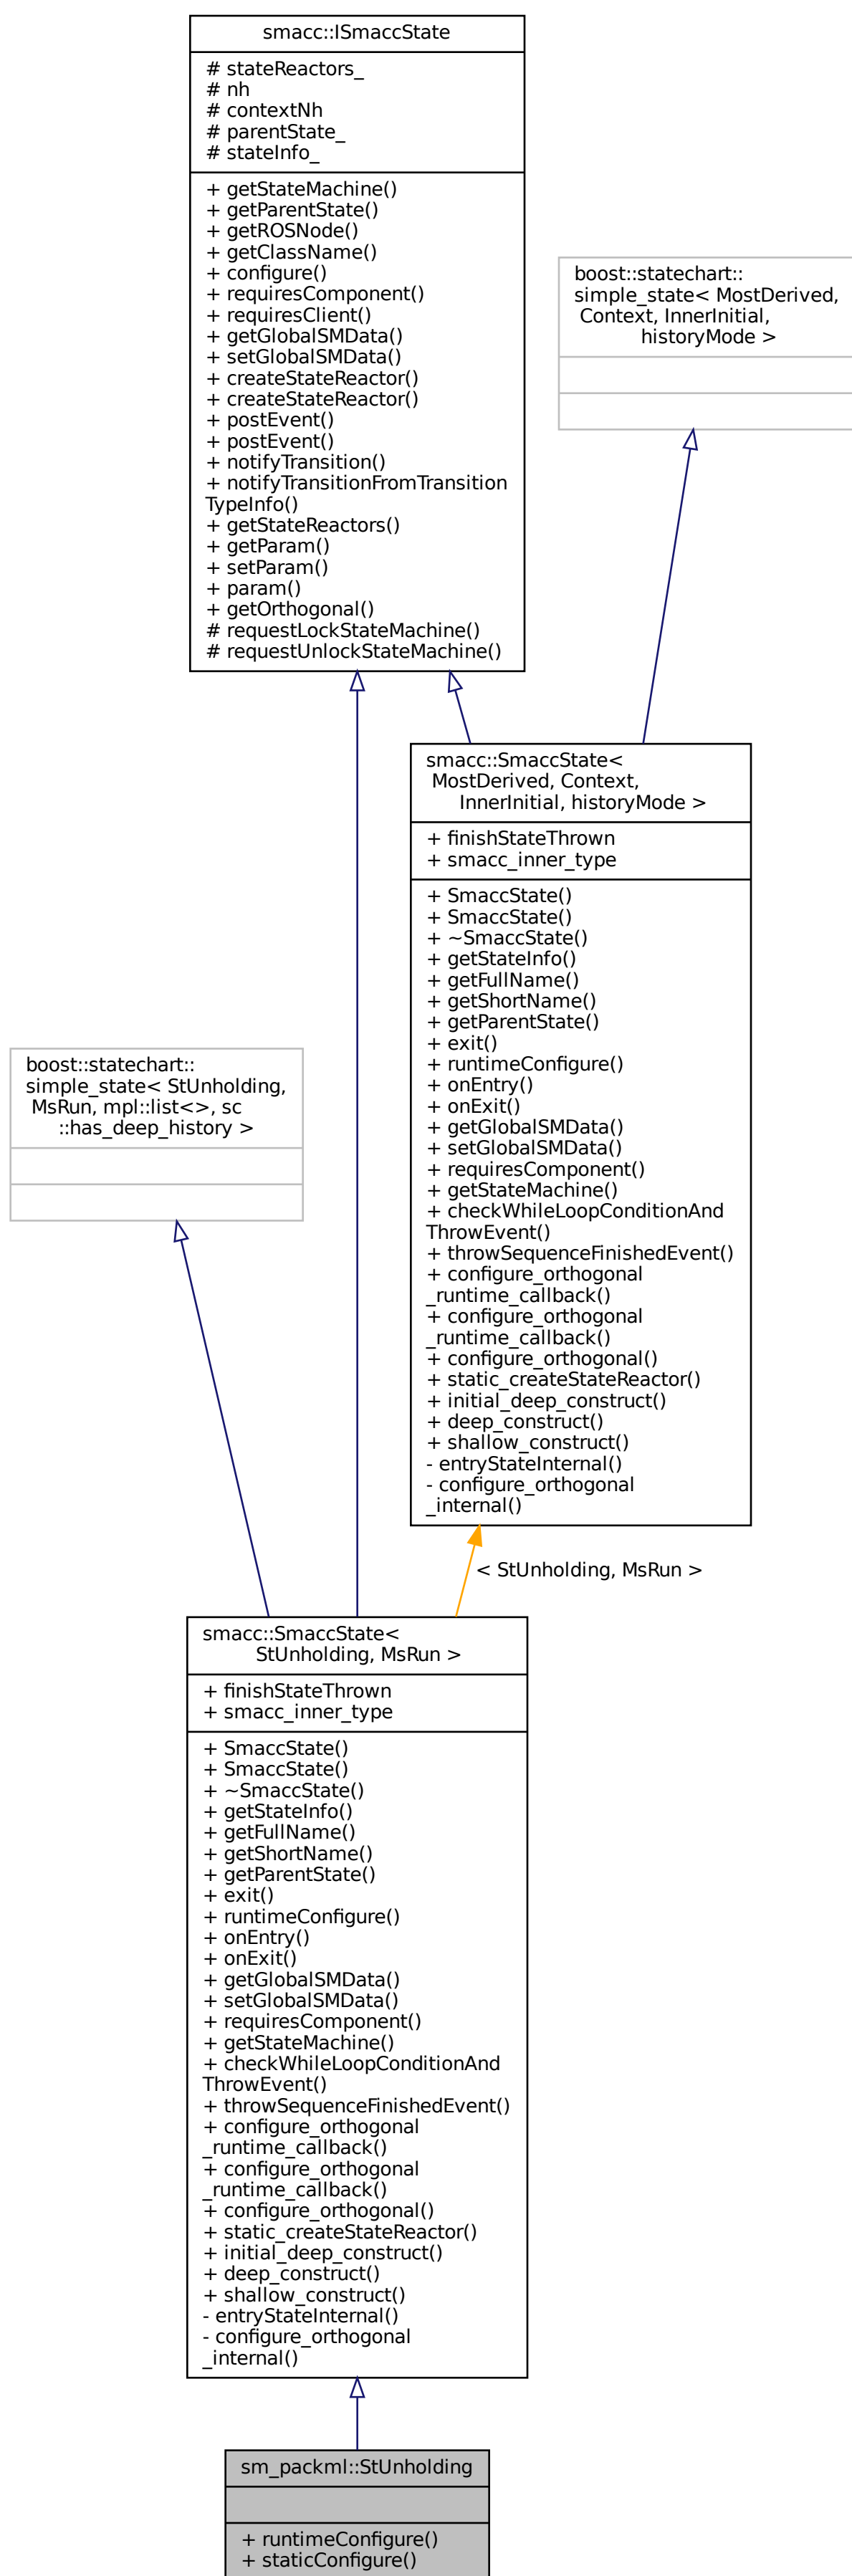 smacc::ISmaccState
# stateReactors_
# nh
# contextNh
# parentState_
# stateInfo_
+ getStateMachine()
+ getParentState()
+ getROSNode()
+ getClassName()
+ configure()
+ requiresComponent()
+ requiresClient()
+ getGlobalSMData()
+ setGlobalSMData()
+ createStateReactor()
+ createStateReactor()
+ postEvent()
+ postEvent()
+ notifyTransition()
+ notifyTransitionFromTransition
TypeInfo()
+ getStateReactors()
+ getParam()
+ setParam()
+ param()
+ getOrthogonal()
# requestLockStateMachine()
# requestUnlockStateMachine()
boost::statechart::
simple_state< MostDerived,
Context, InnerInitial,
historyMode >
smacc::SmaccState<
MostDerived, Context,
InnerInitial, historyMode >
+ finishStateThrown
+ smacc_inner_type
+ SmaccState()
+ SmaccState()
+ ~SmaccState()
+ getStateInfo()
+ getFullName()
+ getShortName()
+ getParentState()
+ exit()
+ runtimeConfigure()
+ onEntry()
+ onExit()
+ getGlobalSMData()
+ setGlobalSMData()
+ requiresComponent()
+ getStateMachine()
+ checkWhileLoopConditionAnd
ThrowEvent()
+ throwSequenceFinishedEvent()
+ configure_orthogonal
_runtime_callback()
+ configure_orthogonal
_runtime_callback()
+ configure_orthogonal()
+ static_createStateReactor()
+ initial_deep_construct()
+ deep_construct()
+ shallow_construct()
- entryStateInternal()
- configure_orthogonal
_internal()
boost::statechart::
simple_state< StUnholding,
MsRun, mpl::list<>, sc
::has_deep_history >
< StUnholding, MsRun >
smacc::SmaccState<
StUnholding, MsRun >
+ finishStateThrown
+ smacc_inner_type
+ SmaccState()
+ SmaccState()
+ ~SmaccState()
+ getStateInfo()
+ getFullName()
+ getShortName()
+ getParentState()
+ exit()
+ runtimeConfigure()
+ onEntry()
+ onExit()
+ getGlobalSMData()
+ setGlobalSMData()
+ requiresComponent()
+ getStateMachine()
+ checkWhileLoopConditionAnd
ThrowEvent()
+ throwSequenceFinishedEvent()
+ configure_orthogonal
_runtime_callback()
+ configure_orthogonal
_runtime_callback()
+ configure_orthogonal()
+ static_createStateReactor()
+ initial_deep_construct()
+ deep_construct()
+ shallow_construct()
- entryStateInternal()
- configure_orthogonal
_internal()
sm_packml::StUnholding
+ runtimeConfigure()
+ staticConfigure()